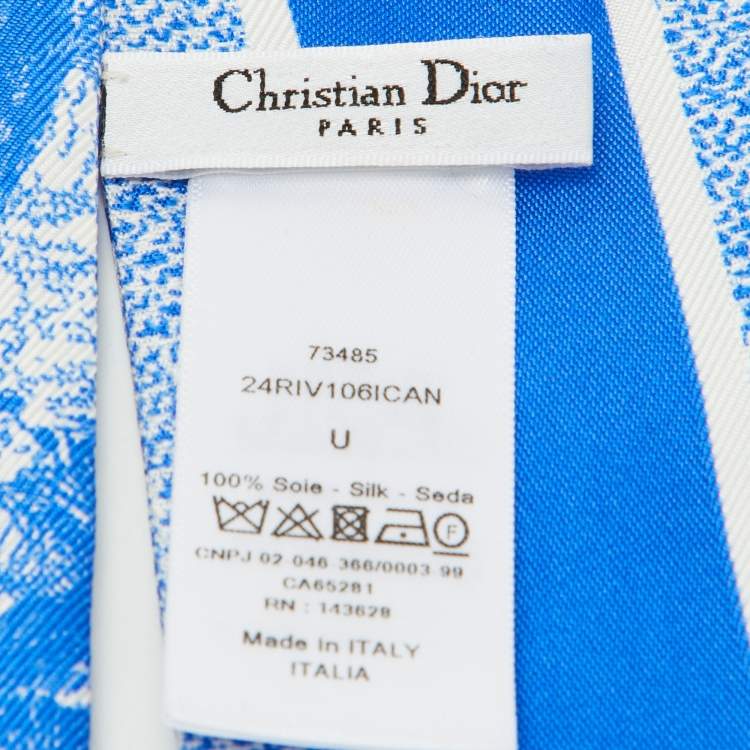 Christian Dior
PARIS
73485
24RIV106ICAN
U
100% Soie - Silk - Seda
F
CNPJ 02-046-366/0003-99
CA65281
RN : 143628
Made in ITALY
ITALIA